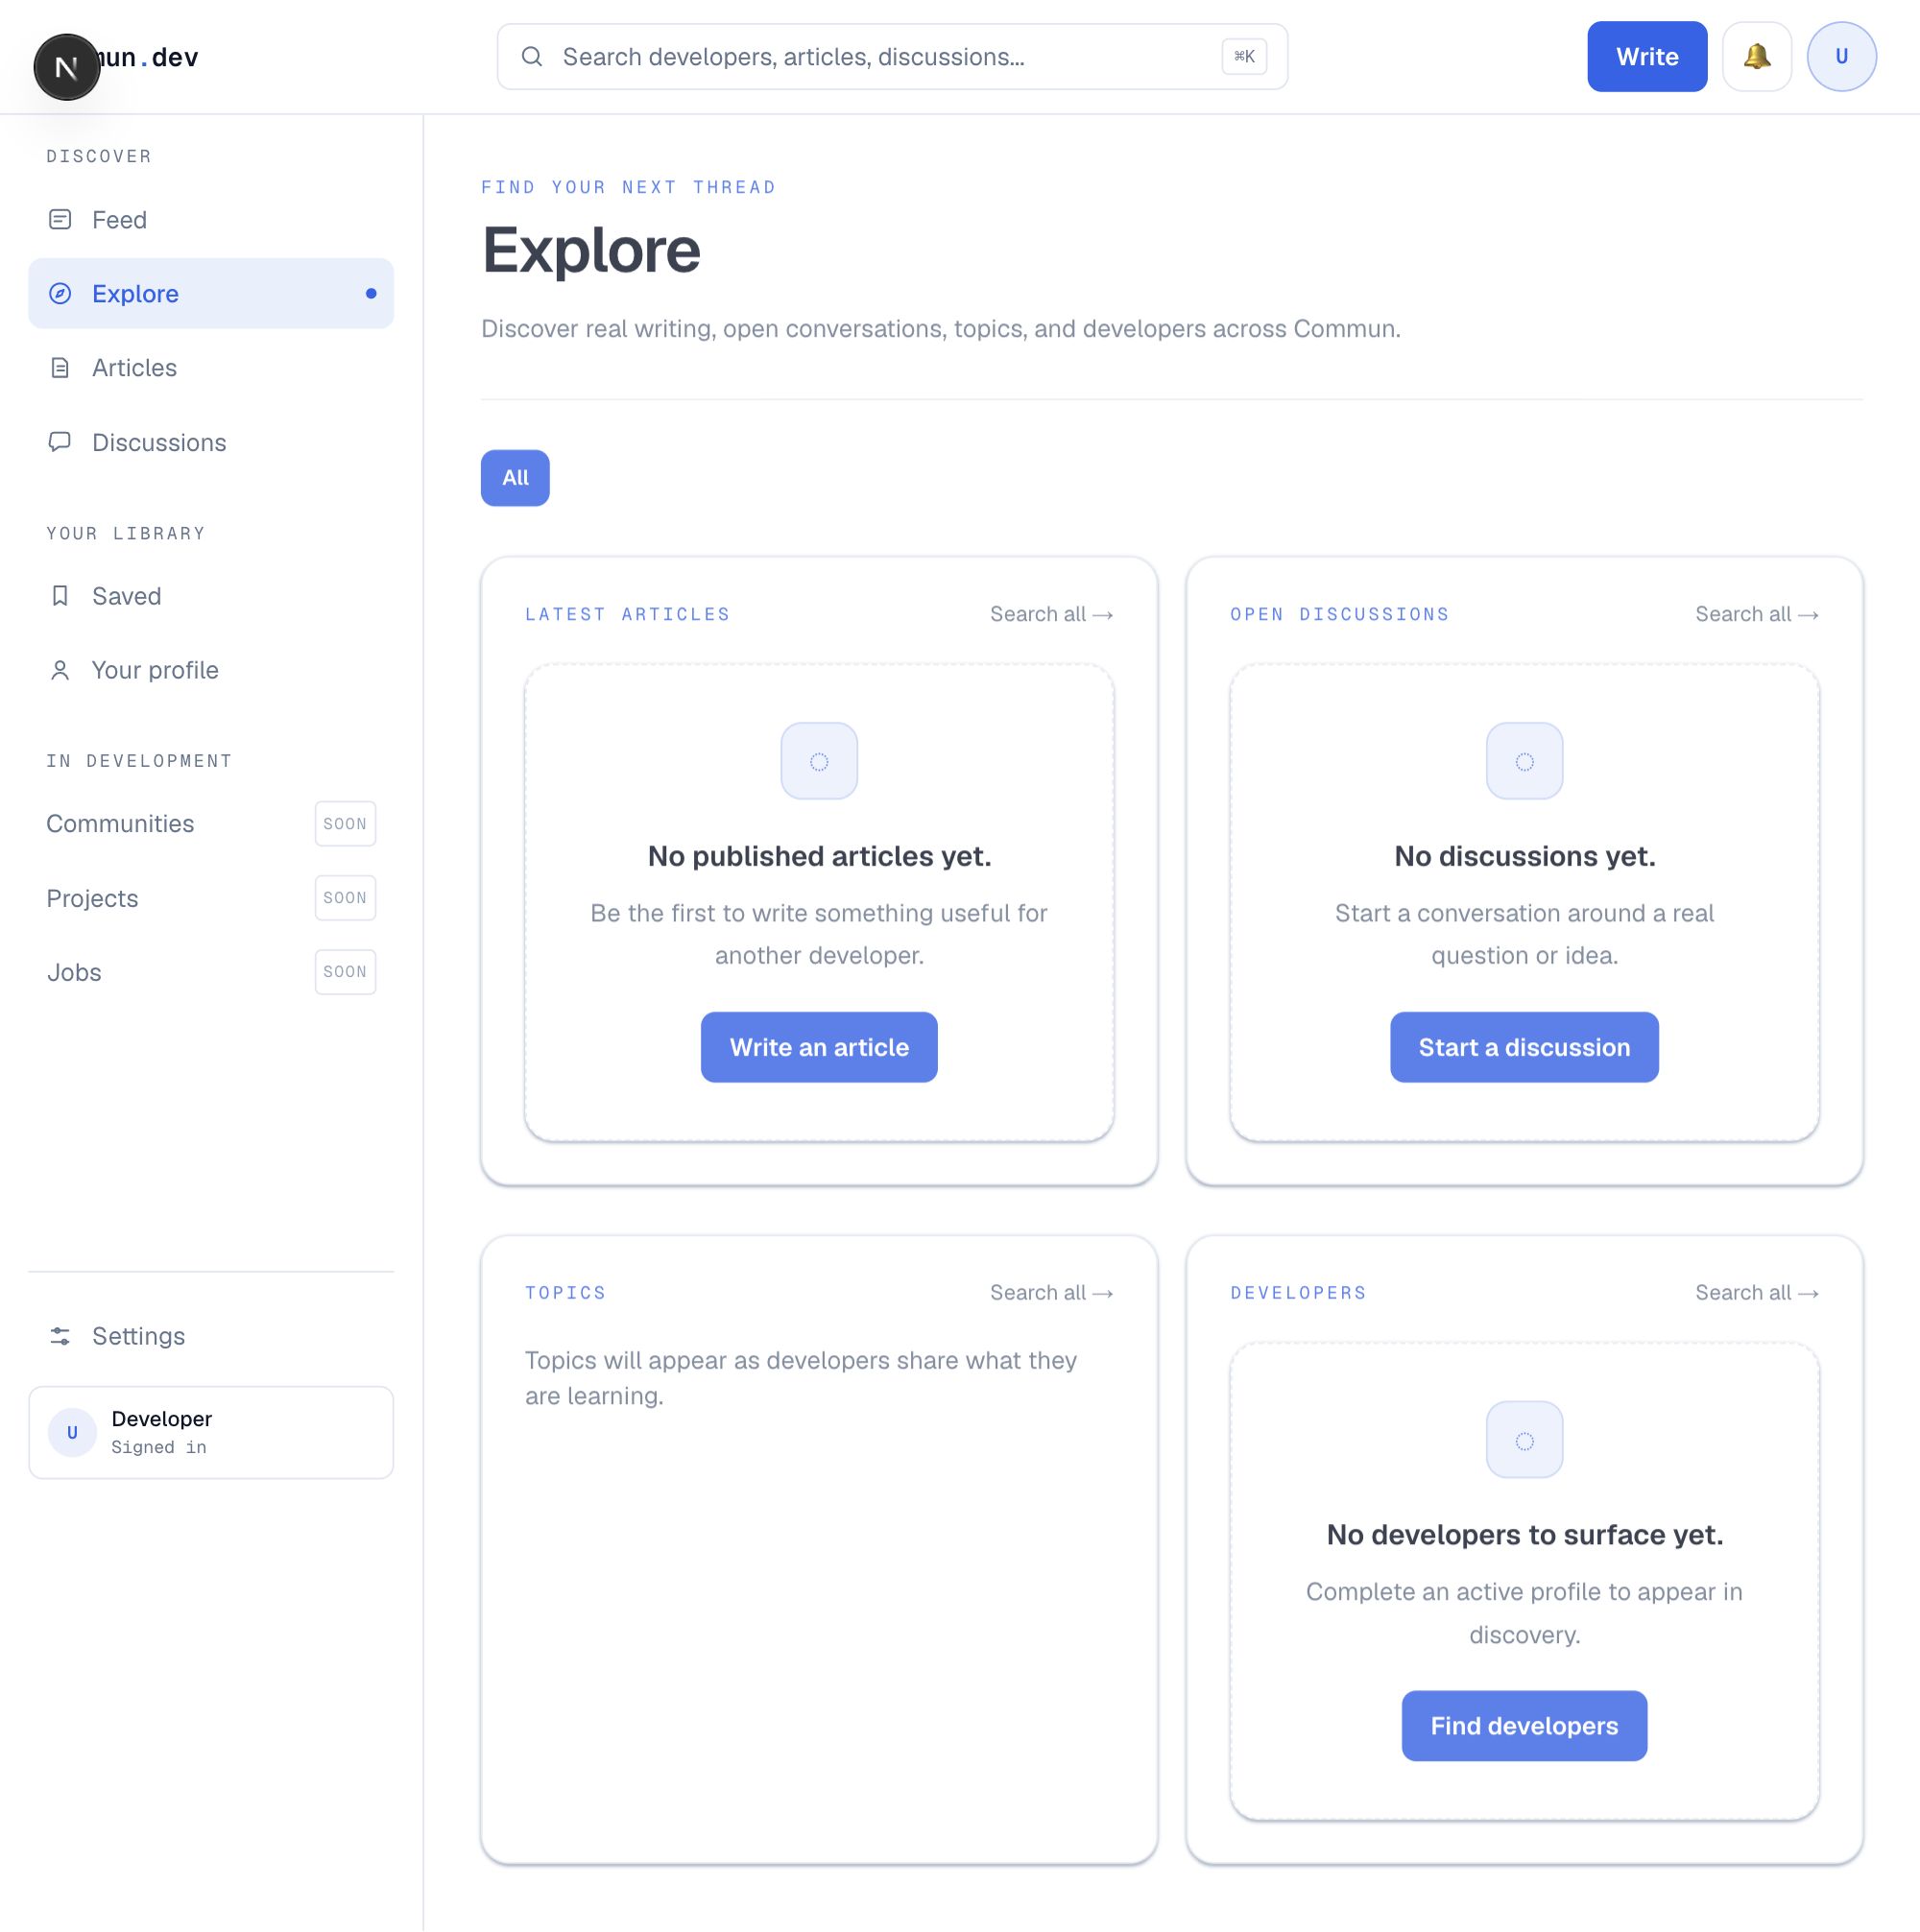 N
mun.dev
Search developers, articles, discussions...
⌘K
Write
U
DISCOVER
Feed
Explore
Articles
Discussions
YOUR LIBRARY
Saved
Your profile
IN DEVELOPMENT
Communities
SOON
Projects
SOON
Jobs
SOON
Settings
U
Developer
Signed in
FIND YOUR NEXT THREAD
Explore
Discover real writing, open conversations, topics, and developers across Commun.
All
LATEST ARTICLES
Search all →
No published articles yet.
Be the first to write something useful for
another developer.
Write an article
OPEN DISCUSSIONS
Search all →
No discussions yet.
Start a conversation around a real
question or idea.
Start a discussion
TOPICS
Search all →
Topics will appear as developers share what they
are learning.
DEVELOPERS
Search all →
No developers to surface yet.
Complete an active profile to appear in
discovery.
Find developers